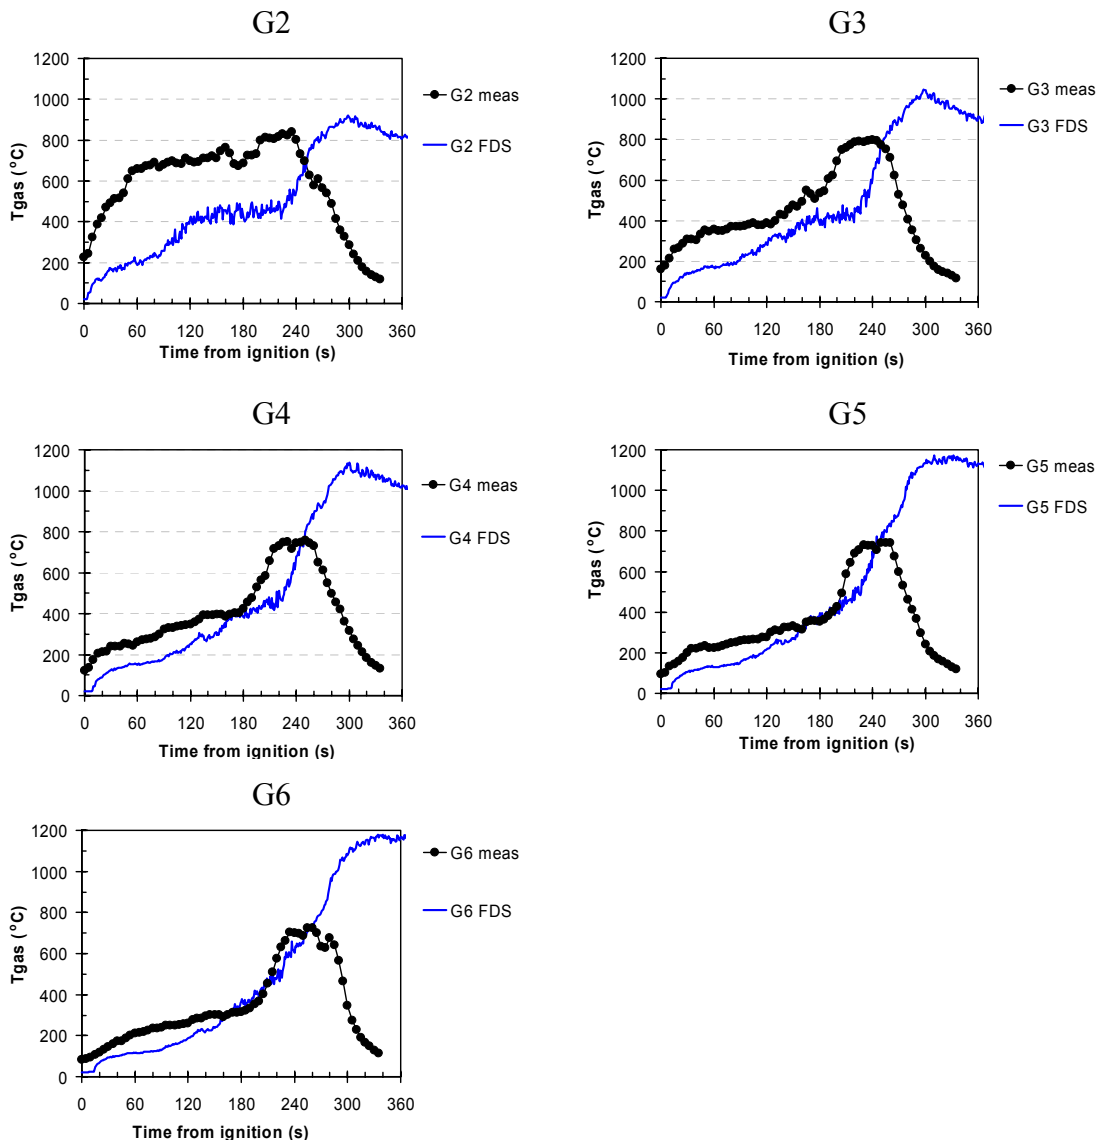 G2
1200
1000
800
600
400
200
0
Tgas (°C)
0 60 120 180 240 300 360
Time from ignition (s)
G2 meas
G2 FDS
G3
1200
1000
800
600
400
200
0
Tgas (°C)
0 60 120 180 240 300 360
Time from ignition (s)
G3 meas
G3 FDS
G4
1200
1000
800
600
400
200
0
Tgas (°C)
0 60 120 180 240 300 360
Time from ignition (s)
G4 meas
G4 FDS
G5
1200
1000
800
600
400
200
0
Tgas (°C)
0 60 120 180 240 300 360
Time from ignition (s)
G5 meas
G5 FDS
G6
1200
1000
800
600
400
200
0
Tgas (°C)
0 60 120 180 240 300 360
Time from ignition (s)
G6 meas
G6 FDS